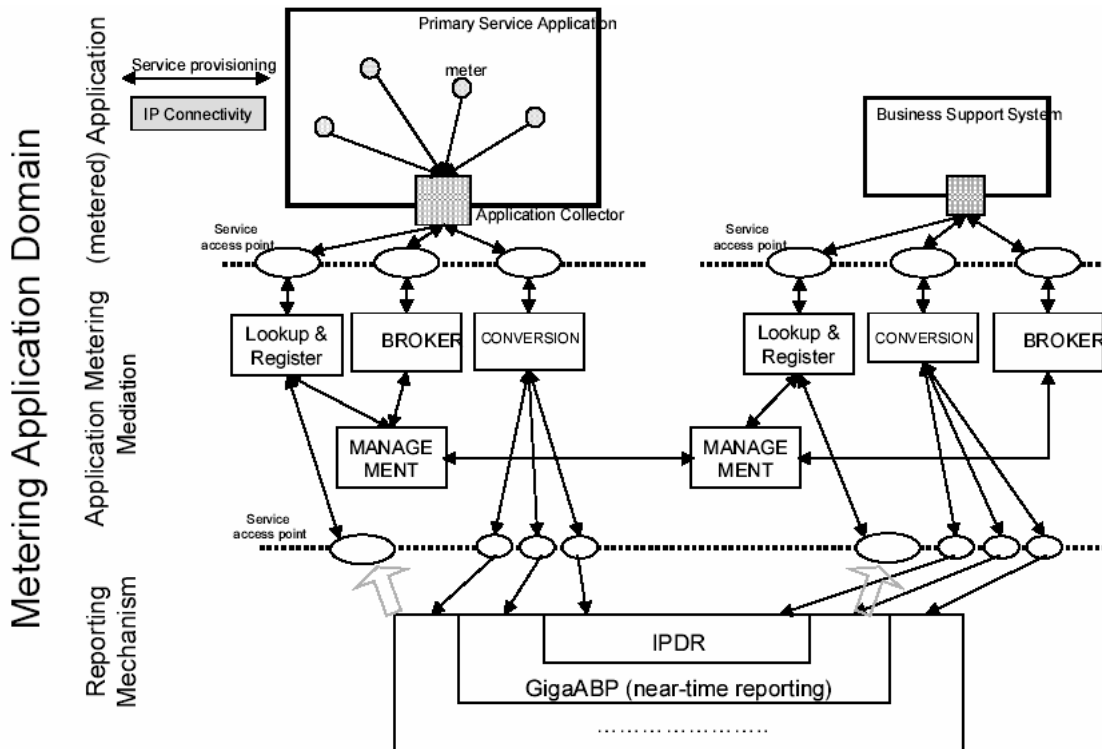 Metering Application Domain
(metered) Application
Primary Service Application
Service provisioning
meter
IP Connectivity
Business Support System
Application Collector
Service
access point
Service
access point
Application Metering
Mediation
Lookup &
Register
BROKER
CONVERSION
Lookup &
Register
CONVERSION
BROKER
MANAGE
MENT
MANAGE
MENT
Service
access point
Reporting
Mechanism
IPDR
GigaABP (near-time reporting)
........................